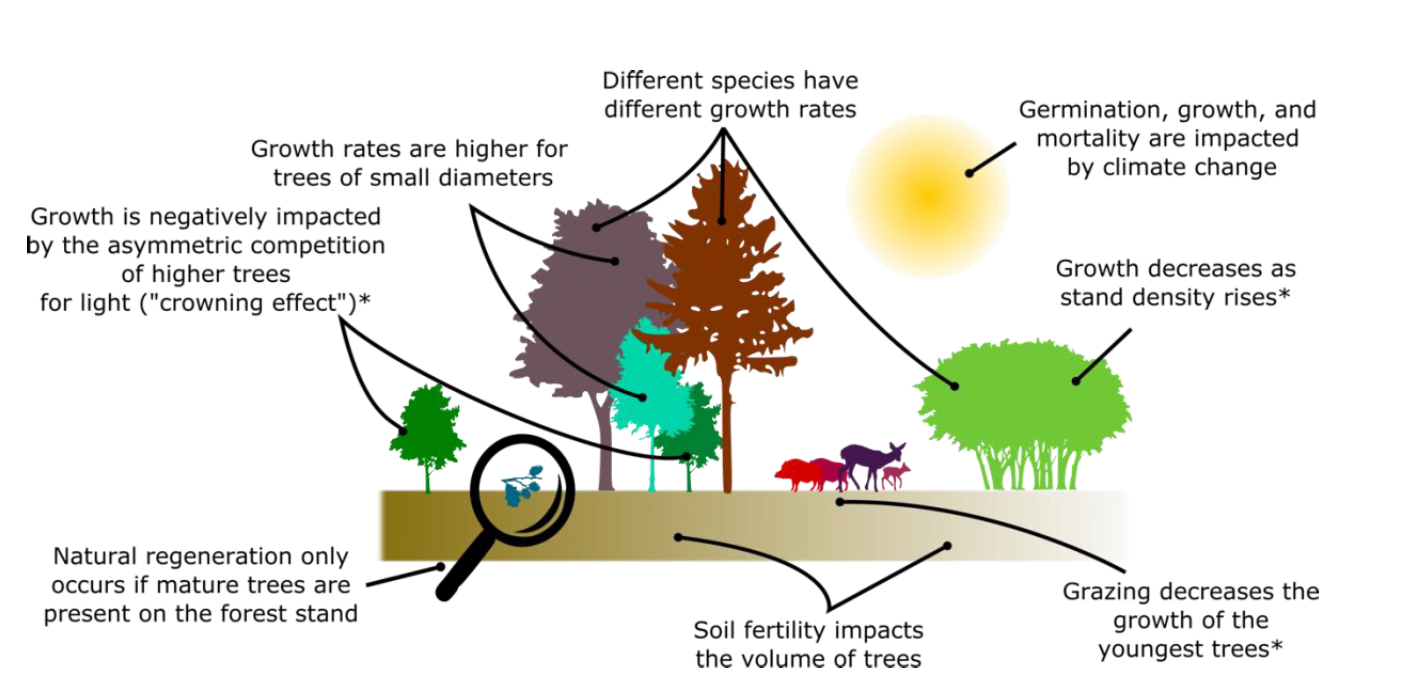 Different species have
different growth rates
Germination, growth, and
mortality are impacted
by climate change
Growth rates are higher for
trees of small diameters
Growth is negatively impacted
by the asymmetric competition
of higher trees
for light ("crowning effect")*
Growth decreases as
stand density rises*
Natural regeneration only
occurs if mature trees are
present on the forest stand
Soil fertility impacts
the volume of trees
Grazing decreases the
growth of the
youngest trees*